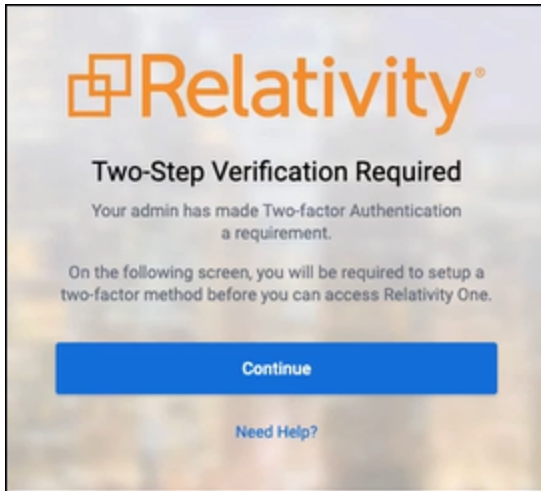 Relativity®
Two-Step Verification Required
Your admin has made Two-factor Authentication
a requirement.
On the following screen, you will be required to setup a
two-factor method before you can access Relativity One.
Continue
Need Help?